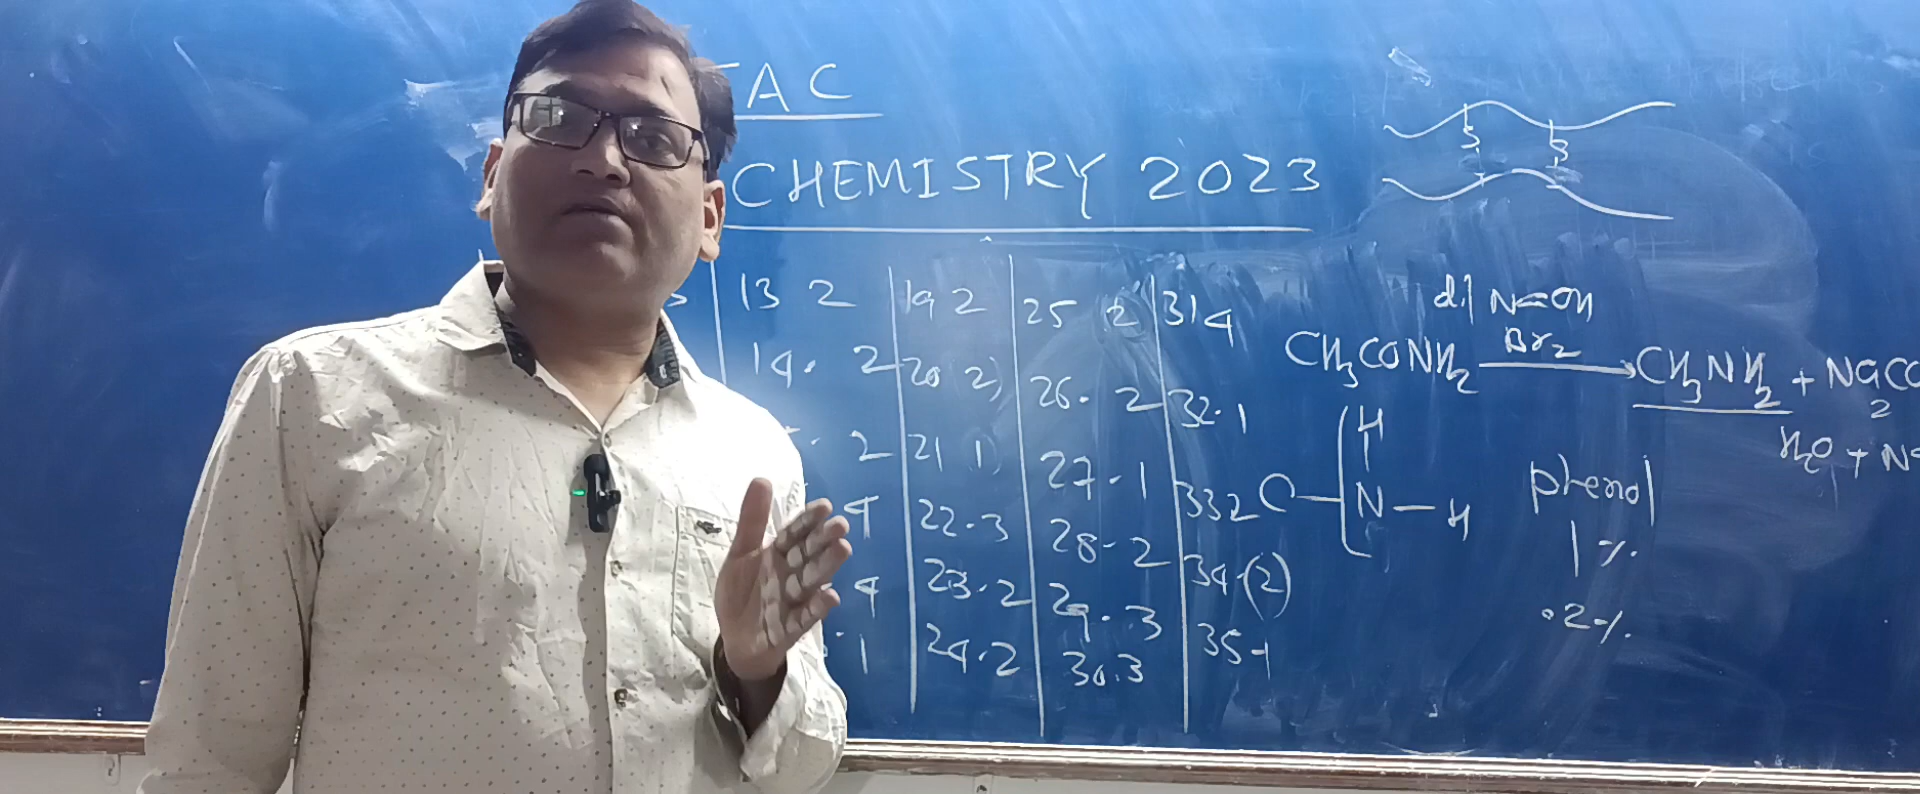 AC
CHEMISTRY 2023
13 2
19 2
25 2
31 4
14. 2
20 2)
26. 2
32. 1
2
21 1)
27-1
33 2
4
22.3
28-2
34.(2)
4
23.2
29.3
35-1
1
24.2
30.3
S S
S S
dil NaOH
CH3CONH2 Br2 CH3NH2 + Na2CO
H2O + Na
H
C N - H
phenol
1%.
.2%.